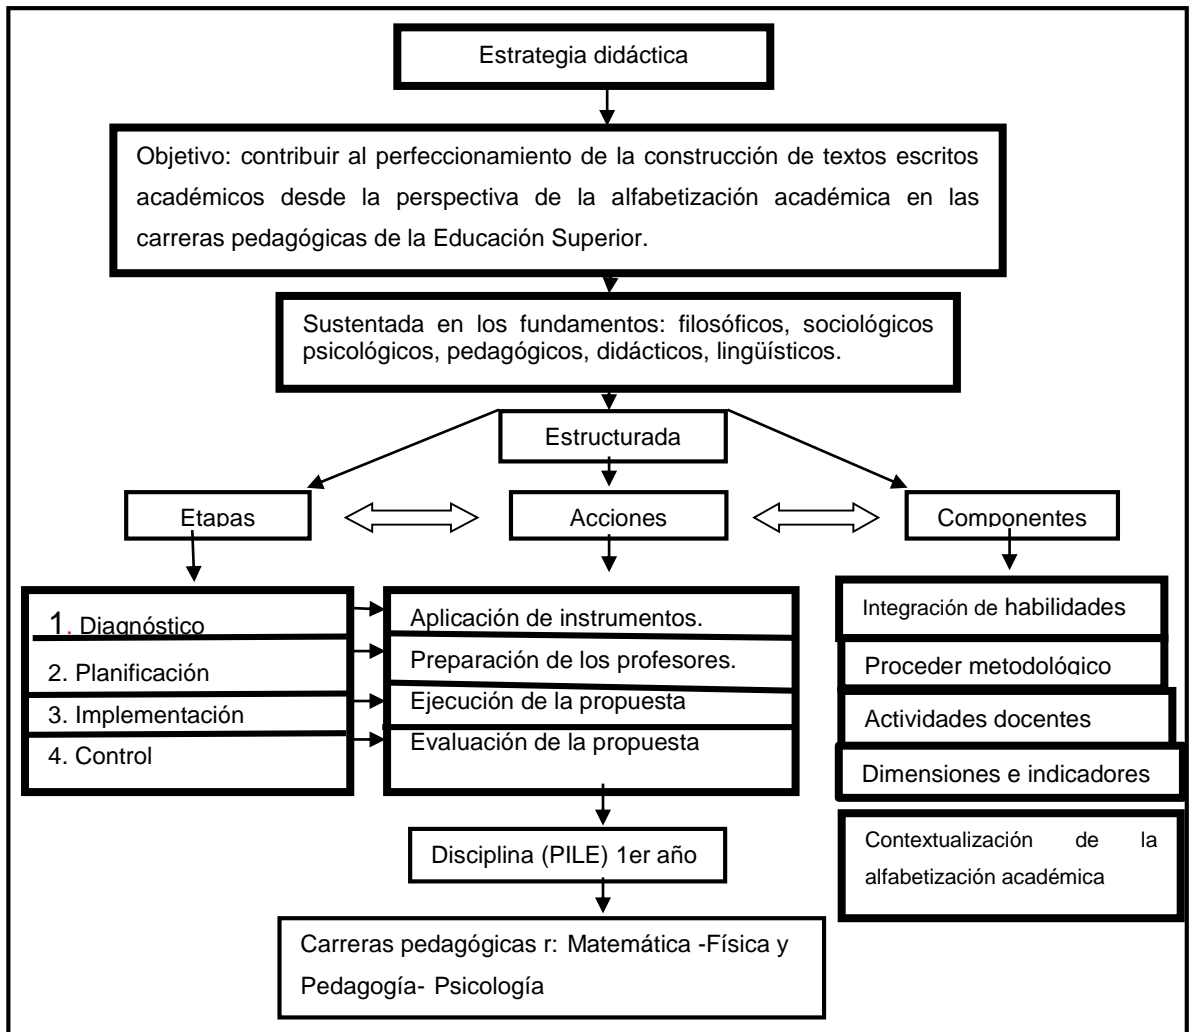 Estrategia didáctica
Objetivo: contribuir al perfeccionamiento de la construcción de textos escritos
académicos desde la perspectiva de la alfabetización académica en las
carreras pedagógicas de la Educación Superior.
Sustentada en los fundamentos: filosóficos, sociológicos
psicológicos, pedagógicos, didácticos, lingüísticos.
Estructurada
Etapas
Acciones
Componentes
1. Diagnóstico
2. Planificación
3. Implementación
4. Control
Aplicación de instrumentos.
Preparación de los profesores.
Ejecución de la propuesta
Evaluación de la propuesta
Integración de habilidades
Proceder metodológico
Actividades docentes
Dimensiones e indicadores
Contextualización de la
alfabetización académica
Disciplina (PILE) 1er año
Carreras pedagógicas r: Matemática -Física y
Pedagogía- Psicología